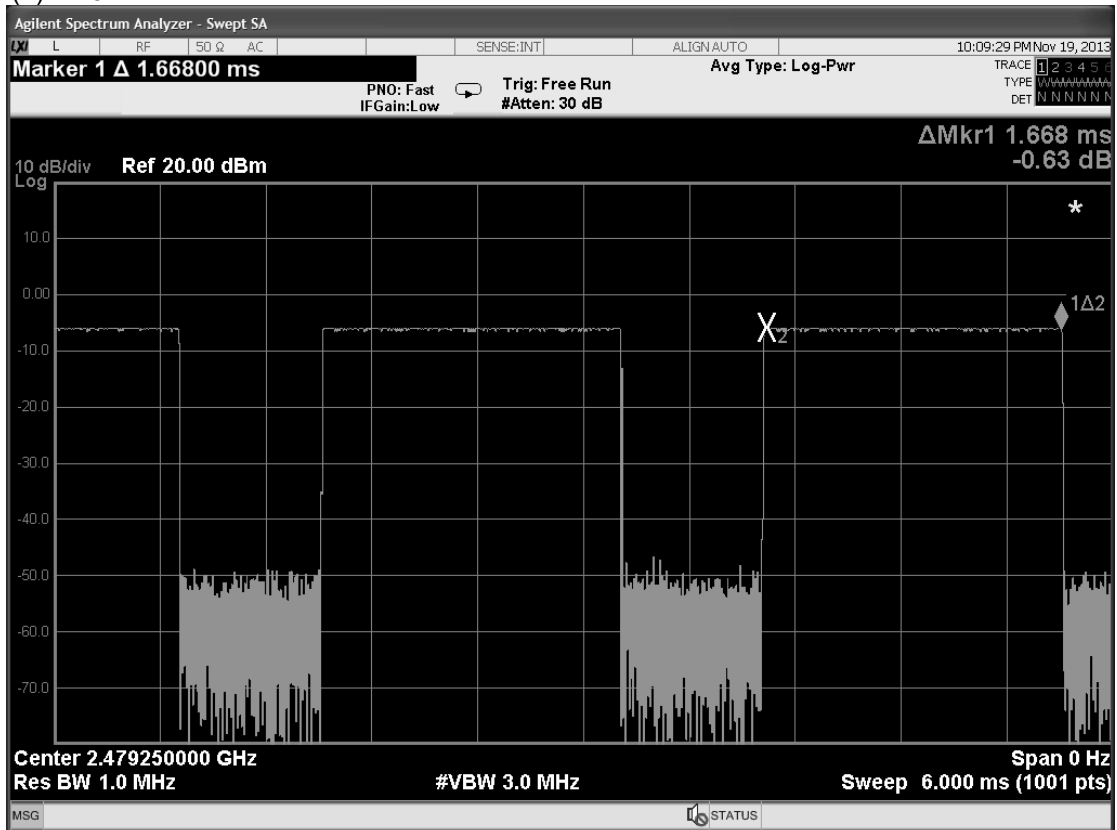 Agilent Spectrum Analyzer - Swept SA
LXI L RF 50 Ω AC SENSE:INT ALIGN AUTO 10:09:29 PM Nov 19, 2013
Marker 1 Δ 1.66800 ms
PNO: Fast
IFGain:Low
Trig: Free Run
#Atten: 30 dB
Avg Type: Log-Pwr
TRACE 1 2 3 4 5 6
TYPE WWWWWWW
DET N N N N N N
ΔMkr1 1.668 ms
-0.63 dB
10 dB/div Ref 20.00 dBm
Log
*
10.0
0.00
1Δ2
X2
-10.0
-20.0
-30.0
-40.0
-50.0
-60.0
-70.0
Center 2.479250000 GHz Span 0 Hz
Res BW 1.0 MHz #VBW 3.0 MHz Sweep 6.000 ms (1001 pts)
MSG STATUS